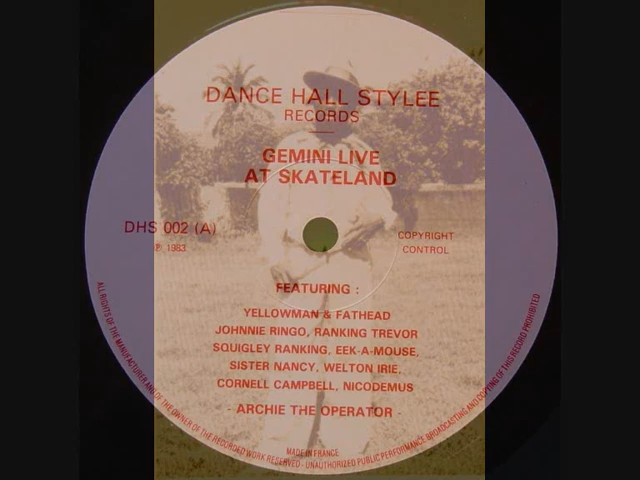 DANCE HALL STYLEE
RECORDS
GEMINI LIVE
AT SKATELAND
DHS 002 (A)
P. 1983
COPYRIGHT
CONTROL
FEATURING :
YELLOWMAN & FATHEAD
JOHNNIE RINGO, RANKING TREVOR
SQUIGLEY RANKING, EEK-A-MOUSE,
SISTER NANCY, WELTON IRIE,
CORNELL CAMPBELL, NICODEMUS
- ARCHIE THE OPERATOR -
MADE IN FRANCE
ALL RIGHTS OF THE MANUFACTURER AND OF THE OWNER OF THE RECORDED WORK RESERVED - UNAUTHORIZED PUBLIC PERFORMANCE BROADCASTING AND COPYING OF THIS RECORD PROHIBITED